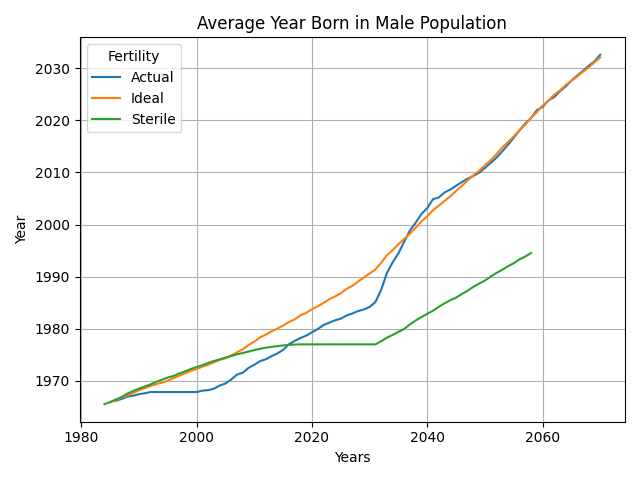 Average Year Born in Male Population
Fertility
Actual
Ideal
Sterile
2030
2020
2010
2000
1990
1980
1970
Year
1980
2000
2020
2040
2060
Years